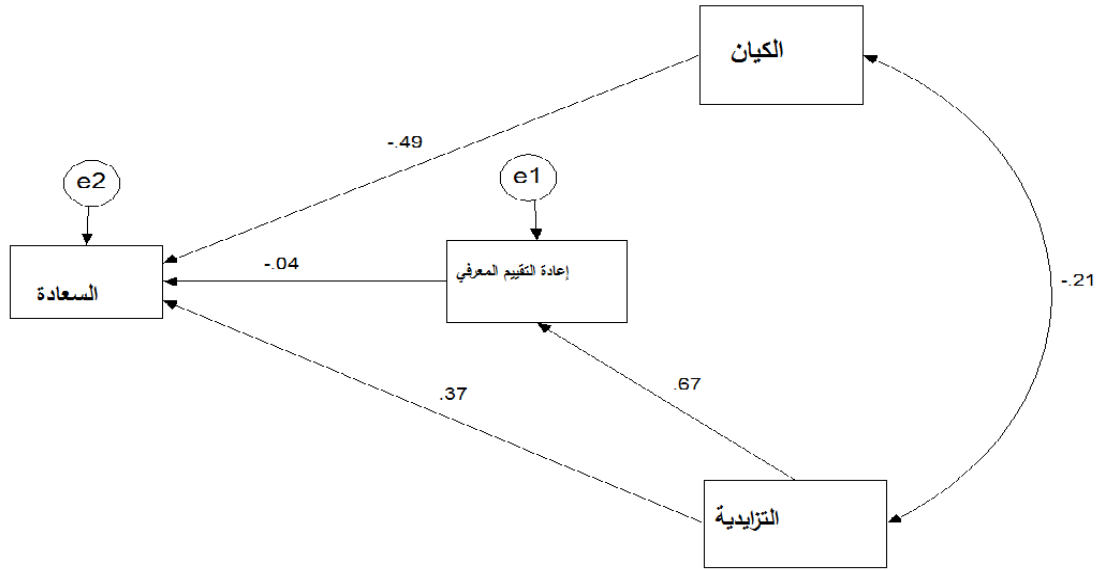 الكيان
-.49
e2
e1
إعادة التقييم المعرفي
-.04
السعادة
-.21
.67
.37
التزايدية